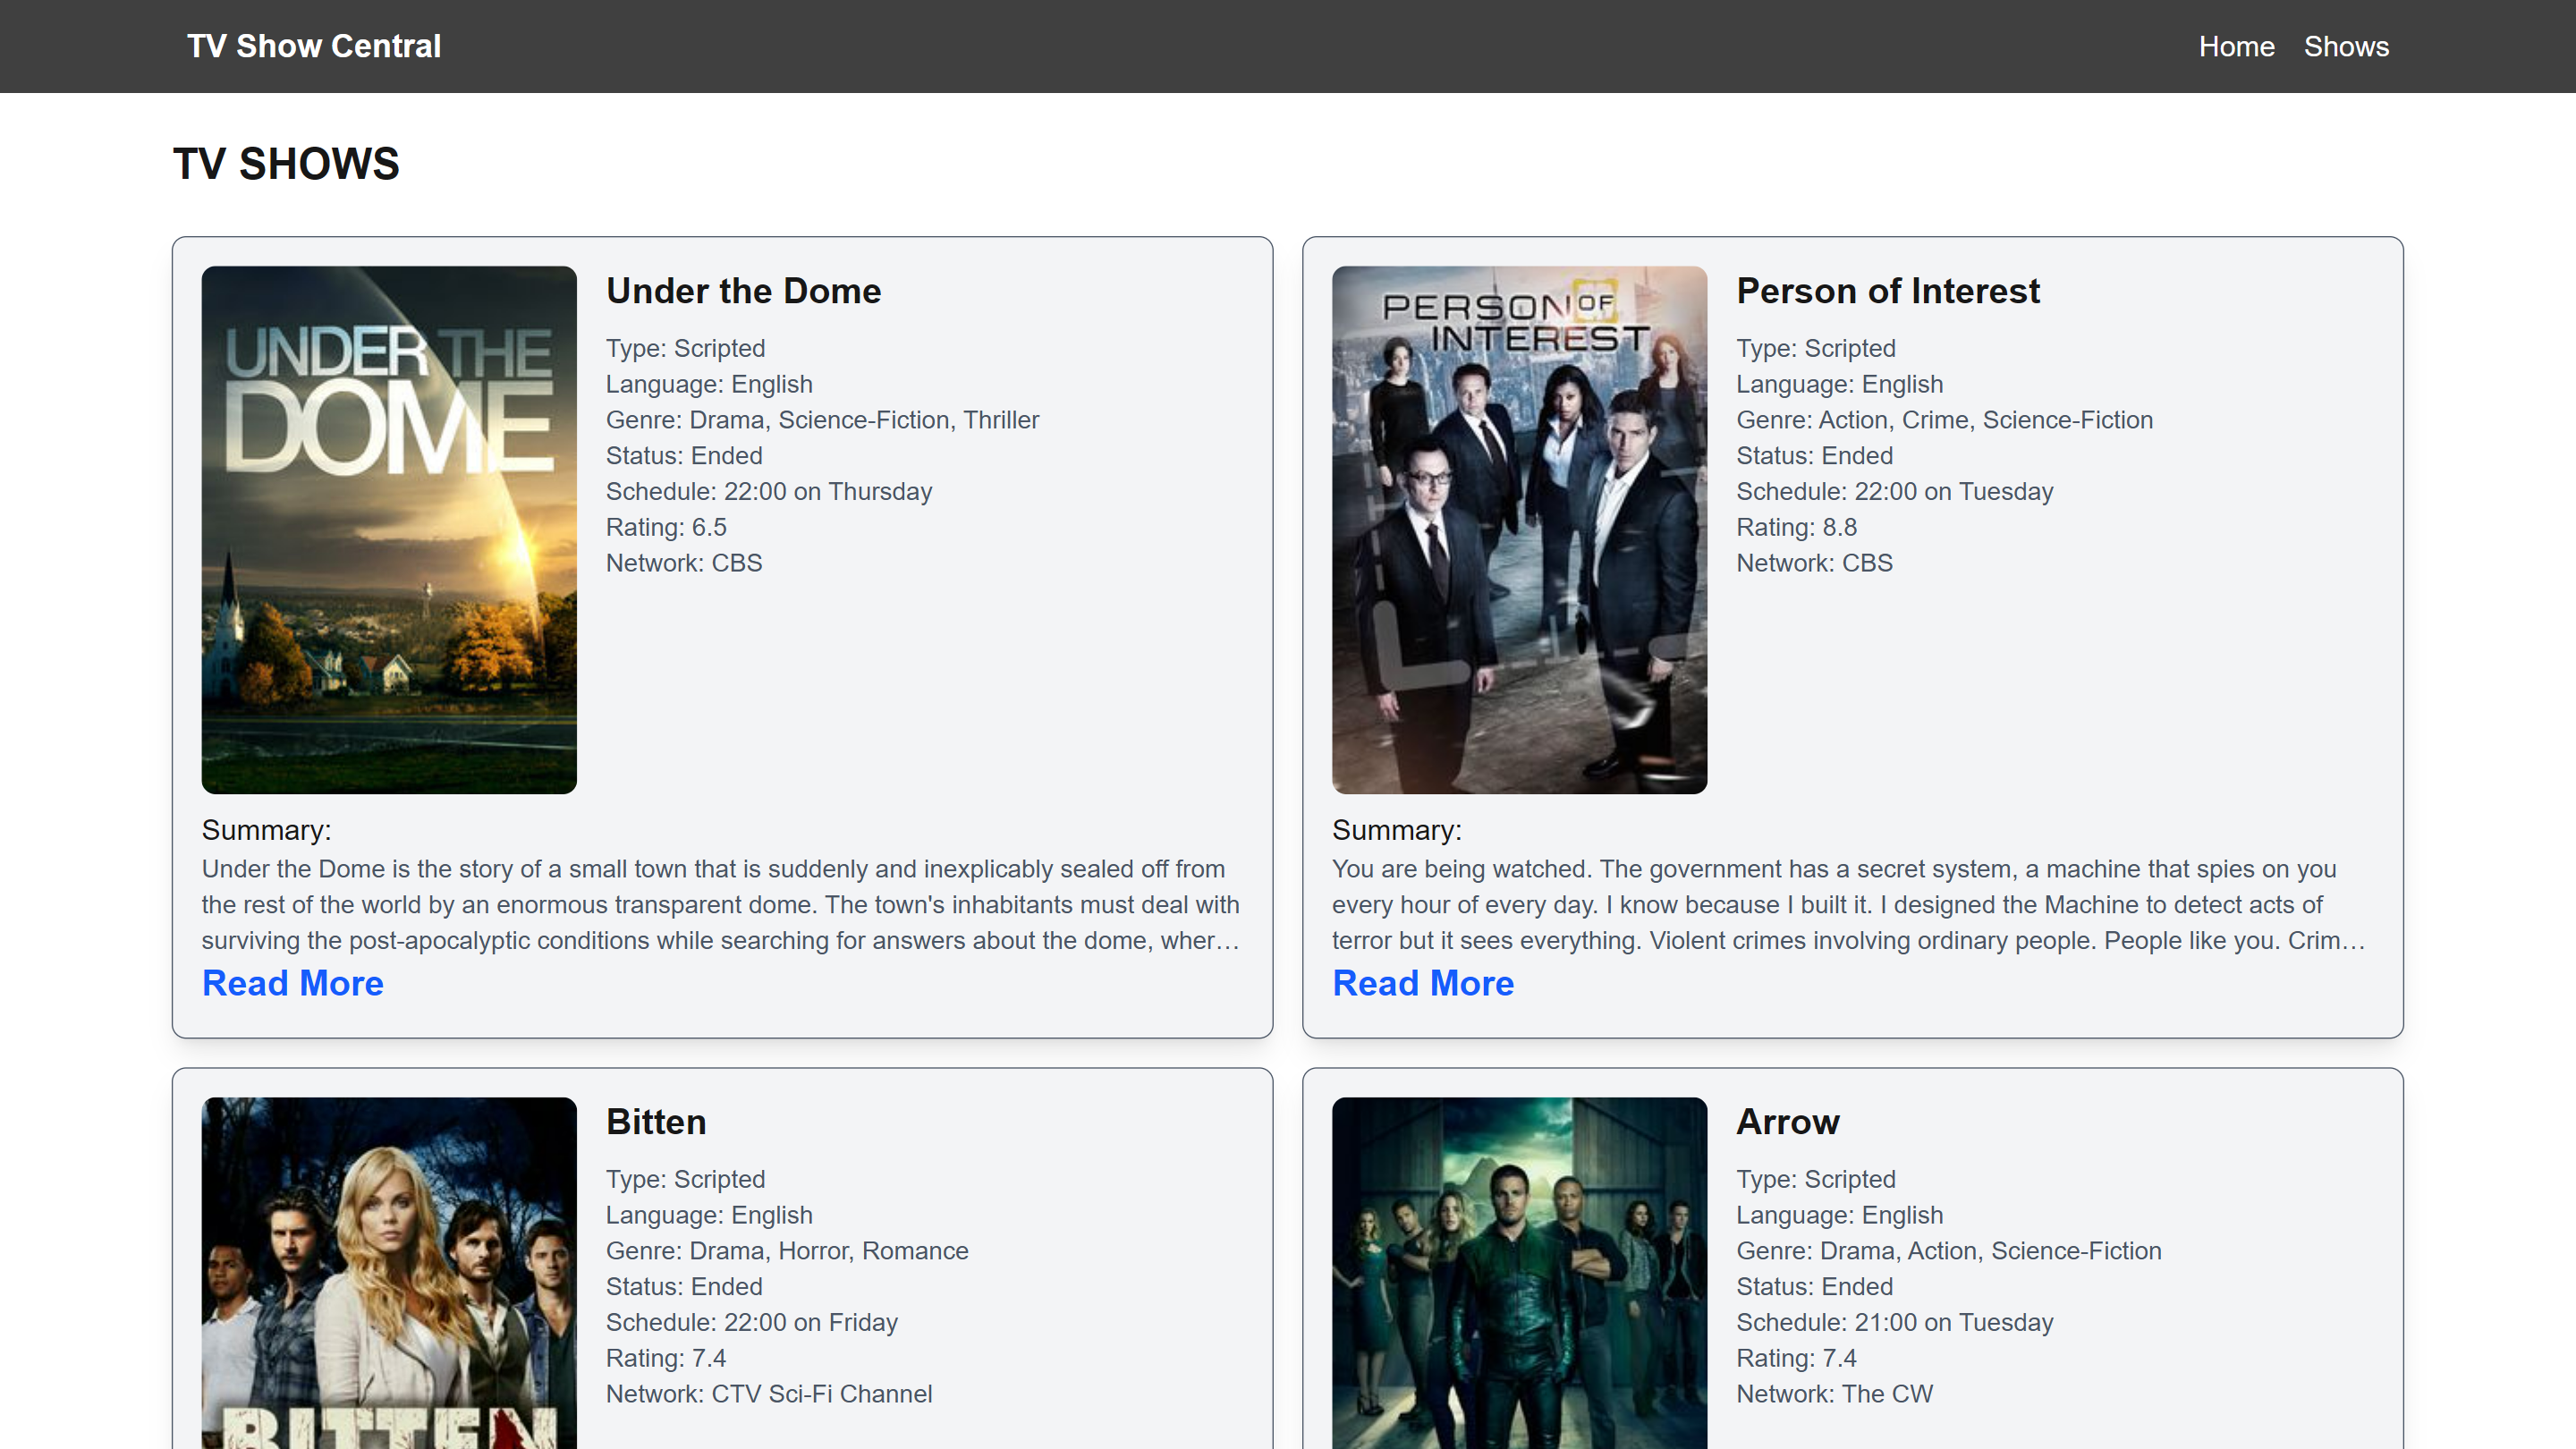 TV Show Central
Home Shows
TV SHOWS
UNDER THE
DOME
Under the Dome
Type: Scripted
Language: English
Genre: Drama, Science-Fiction, Thriller
Status: Ended
Schedule: 22:00 on Thursday
Rating: 6.5
Network: CBS
Summary:
Under the Dome is the story of a small town that is suddenly and inexplicably sealed off from
the rest of the world by an enormous transparent dome. The town's inhabitants must deal with
surviving the post-apocalyptic conditions while searching for answers about the dome, wher…
Read More
PERSON OF
INTEREST
Person of Interest
Type: Scripted
Language: English
Genre: Action, Crime, Science-Fiction
Status: Ended
Schedule: 22:00 on Tuesday
Rating: 8.8
Network: CBS
Summary:
You are being watched. The government has a secret system, a machine that spies on you
every hour of every day. I know because I built it. I designed the Machine to detect acts of
terror but it sees everything. Violent crimes involving ordinary people. People like you. Crim…
Read More
BITTEN
Bitten
Type: Scripted
Language: English
Genre: Drama, Horror, Romance
Status: Ended
Schedule: 22:00 on Friday
Rating: 7.4
Network: CTV Sci-Fi Channel
Arrow
Type: Scripted
Language: English
Genre: Drama, Action, Science-Fiction
Status: Ended
Schedule: 21:00 on Tuesday
Rating: 7.4
Network: The CW